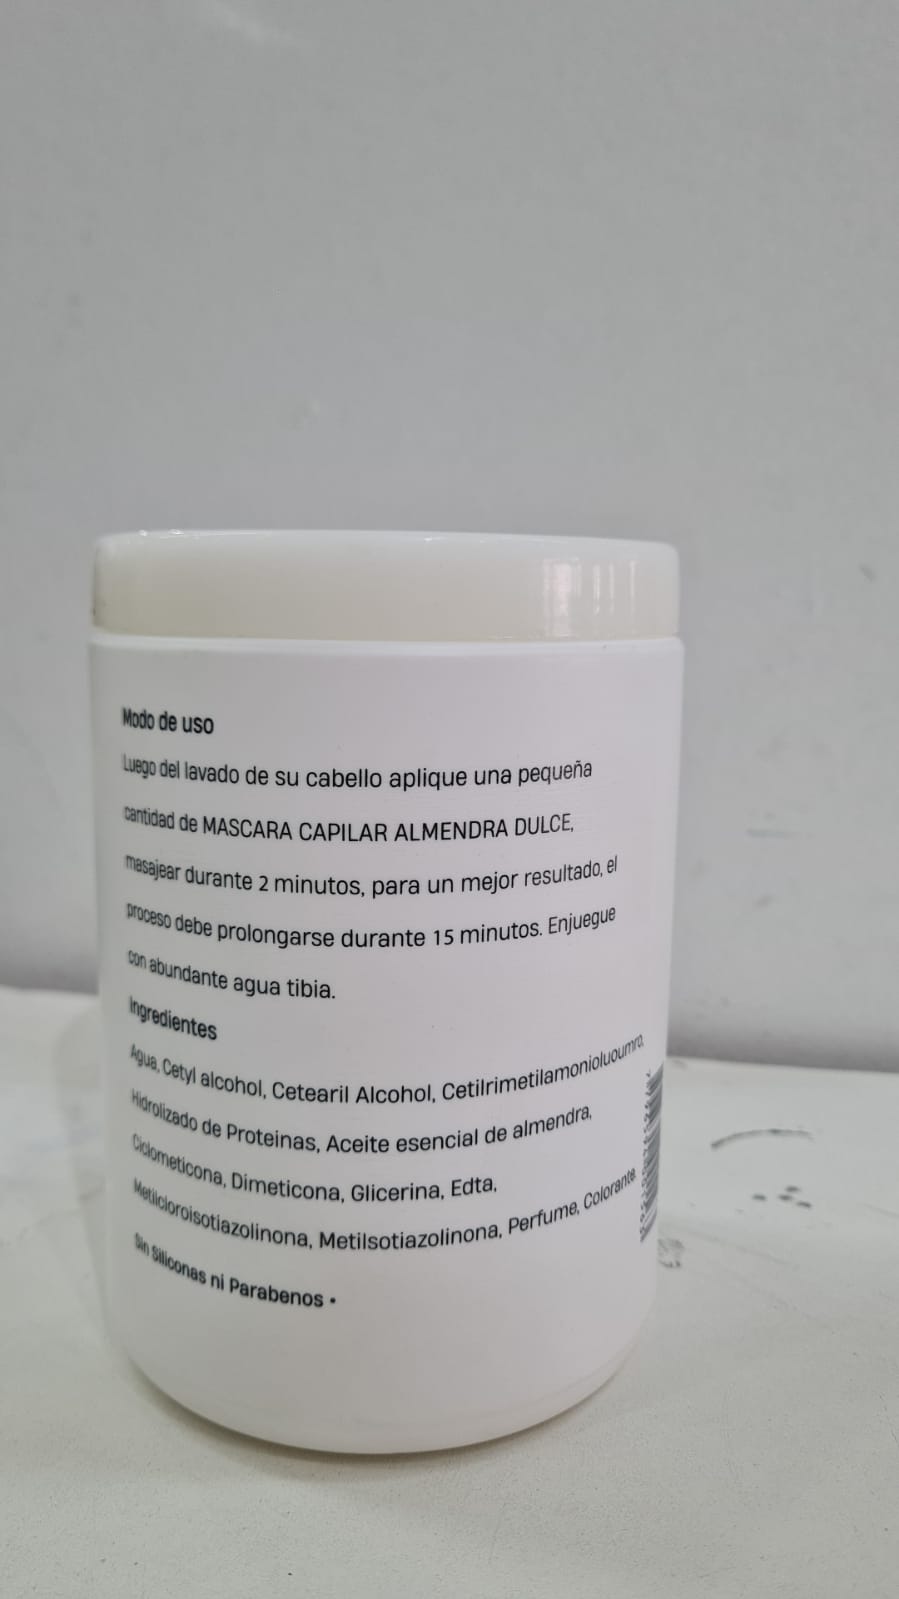 Modo de uso
Luego del lavado de su cabello aplique una pequeña
cantidad de MASCARA CAPILAR ALMENDRA DULCE,
masajear durante 2 minutos, para un mejor resultado, el
proceso debe prolongarse durante 15 minutos. Enjuegue
con abundante agua tibia.
Ingredientes
Agua, Cetyl alcohol, Cetearil Alcohol, Cetilrimetilamonioluoumro,
Hidrolizado de Proteinas, Aceite esencial de almendra,
Ciclometicona, Dimeticona, Glicerina, Edta,
Metilcloroisotiazolinona, Metilsotiazolinona, Perfume, Colorante.
Sin Siliconas ni Parabenos •